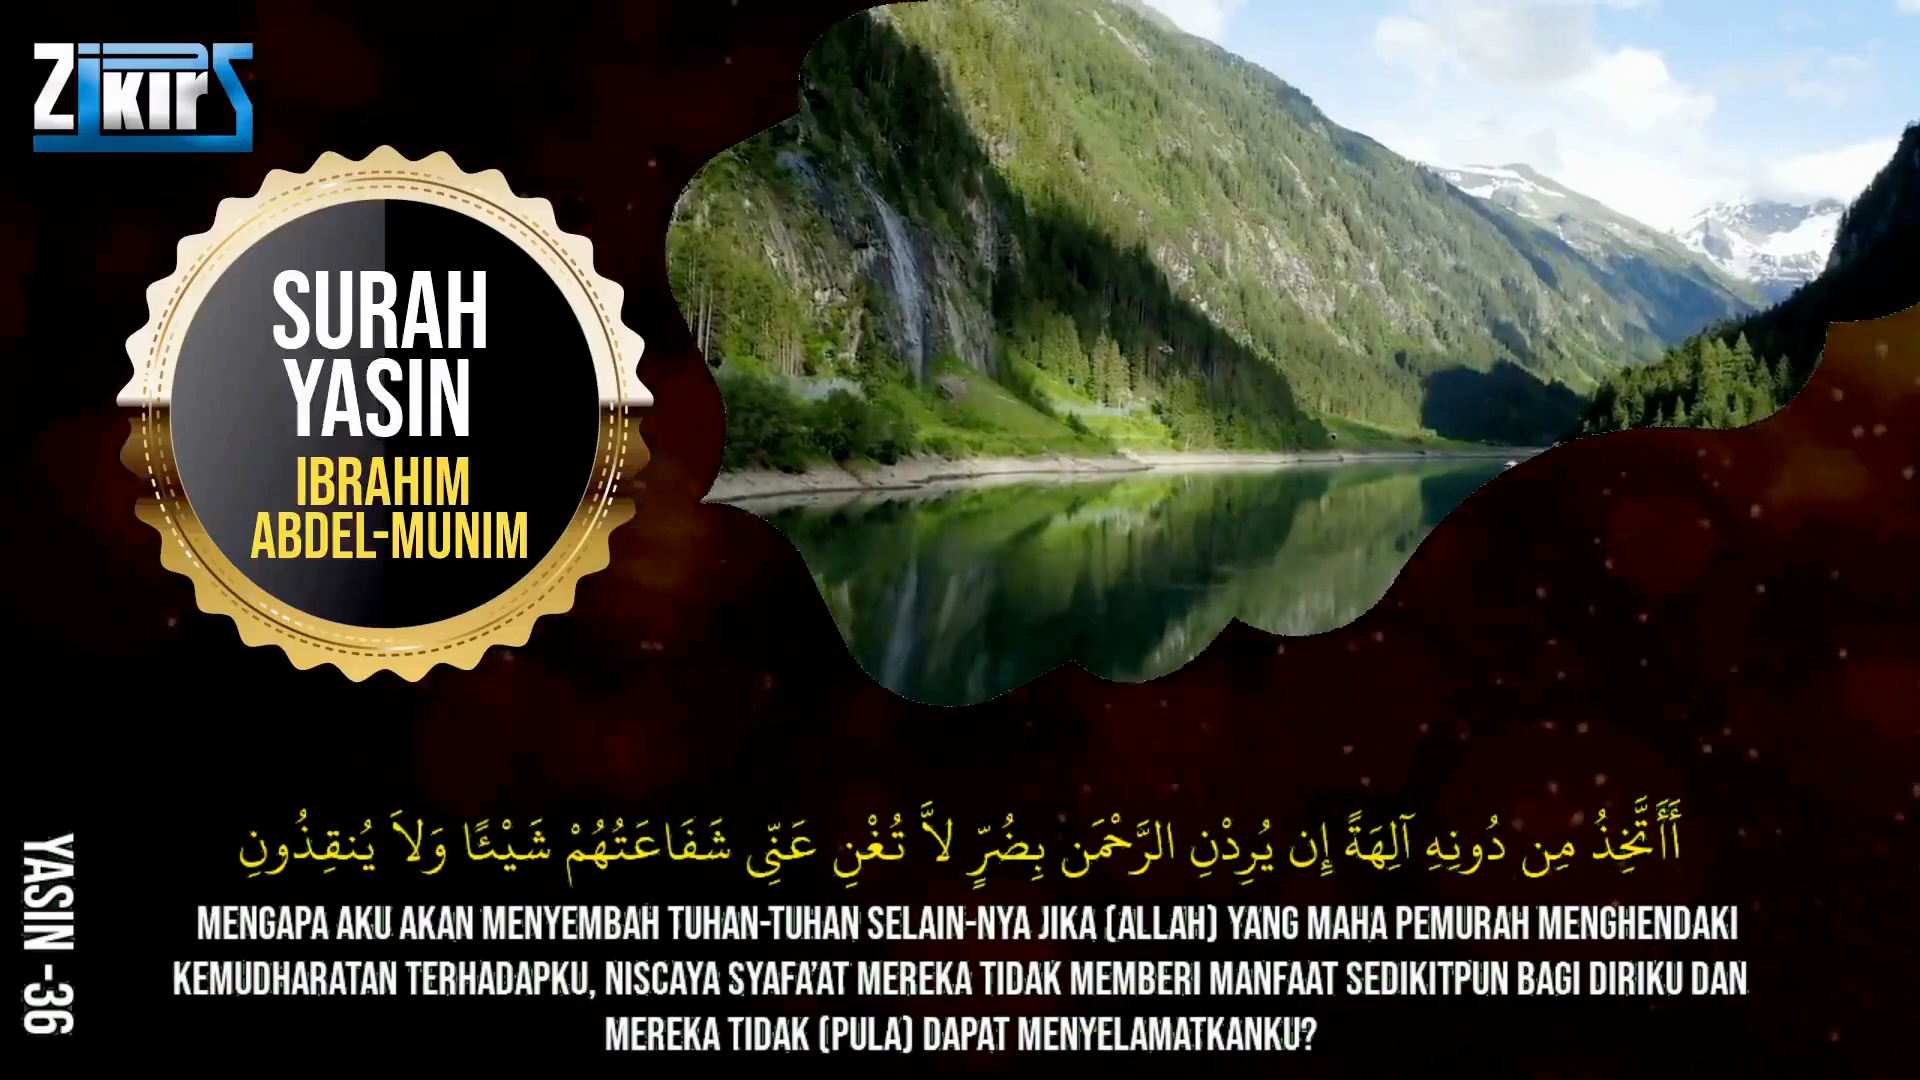 Zikir
SURAH
YASIN
IBRAHIM
ABDEL-MUNIM
YASIN -36
أَأَتَّخِذُ مِن دُونِهِ آلِهَةً إِن يُرِدْنِ الرَّحْمَن بِضُرٍّ لاَّ تُغْنِ عَنِّي شَفَاعَتُهُمْ شَيْئًا وَلاَ يُنقِذُونِ
MENGAPA AKU AKAN MENYEMBAH TUHAN-TUHAN SELAIN-NYA JIKA (ALLAH) YANG MAHA PEMURAH MENGHENDAKI
KEMUDHARATAN TERHADAPKU, NISCAYA SYAFA'AT MEREKA TIDAK MEMBERI MANFAAT SEDIKITPUN BAGI DIRIKU DAN
MEREKA TIDAK (PULA) DAPAT MENYELAMATKANKU?